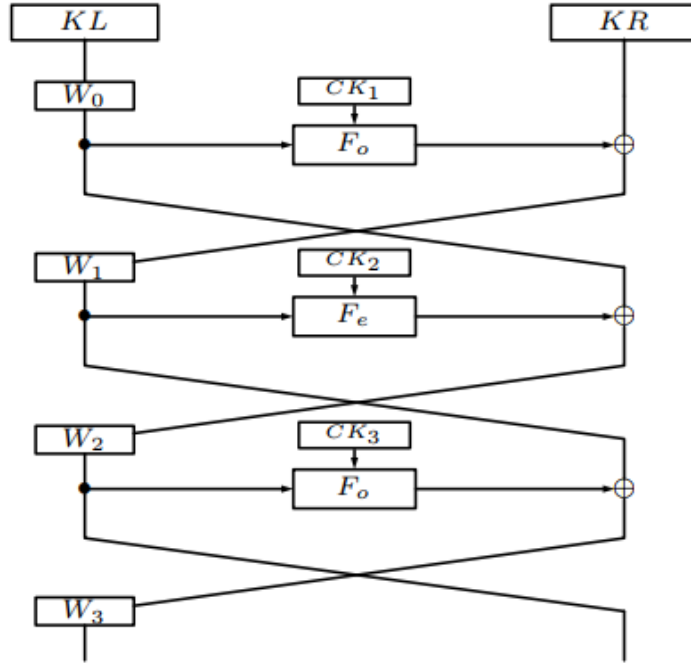 KL KR
W₀ CK₁
Fₒ
W₁ CK₂
Fₑ
W₂ CK₃
Fₒ
W₃